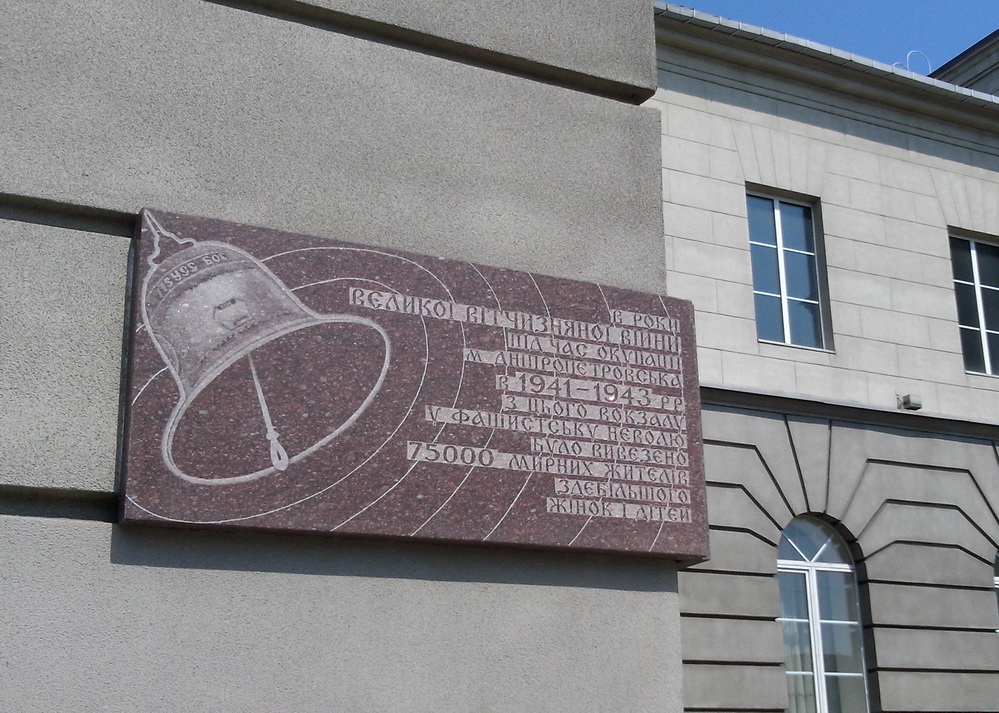 В РОКИ
ВЕЛИКОЇ ВІТЧИЗНЯНОЇ ВІЙНИ
ПІД ЧАС ОКУПАЦІЇ
М. ДНІПРОПЕТРОВСЬКА
В 1941-1943 РР.
З ЦЬОГО ВОКЗАЛУ
У ФАШИСТСЬКУ НЕВОЛЮ
БУЛО ВИВЕЗЕНО
75000 МИРНИХ ЖИТЕЛІВ
ЗДЕБІЛЬШОГО
ЖІНОК І ДІТЕЙ